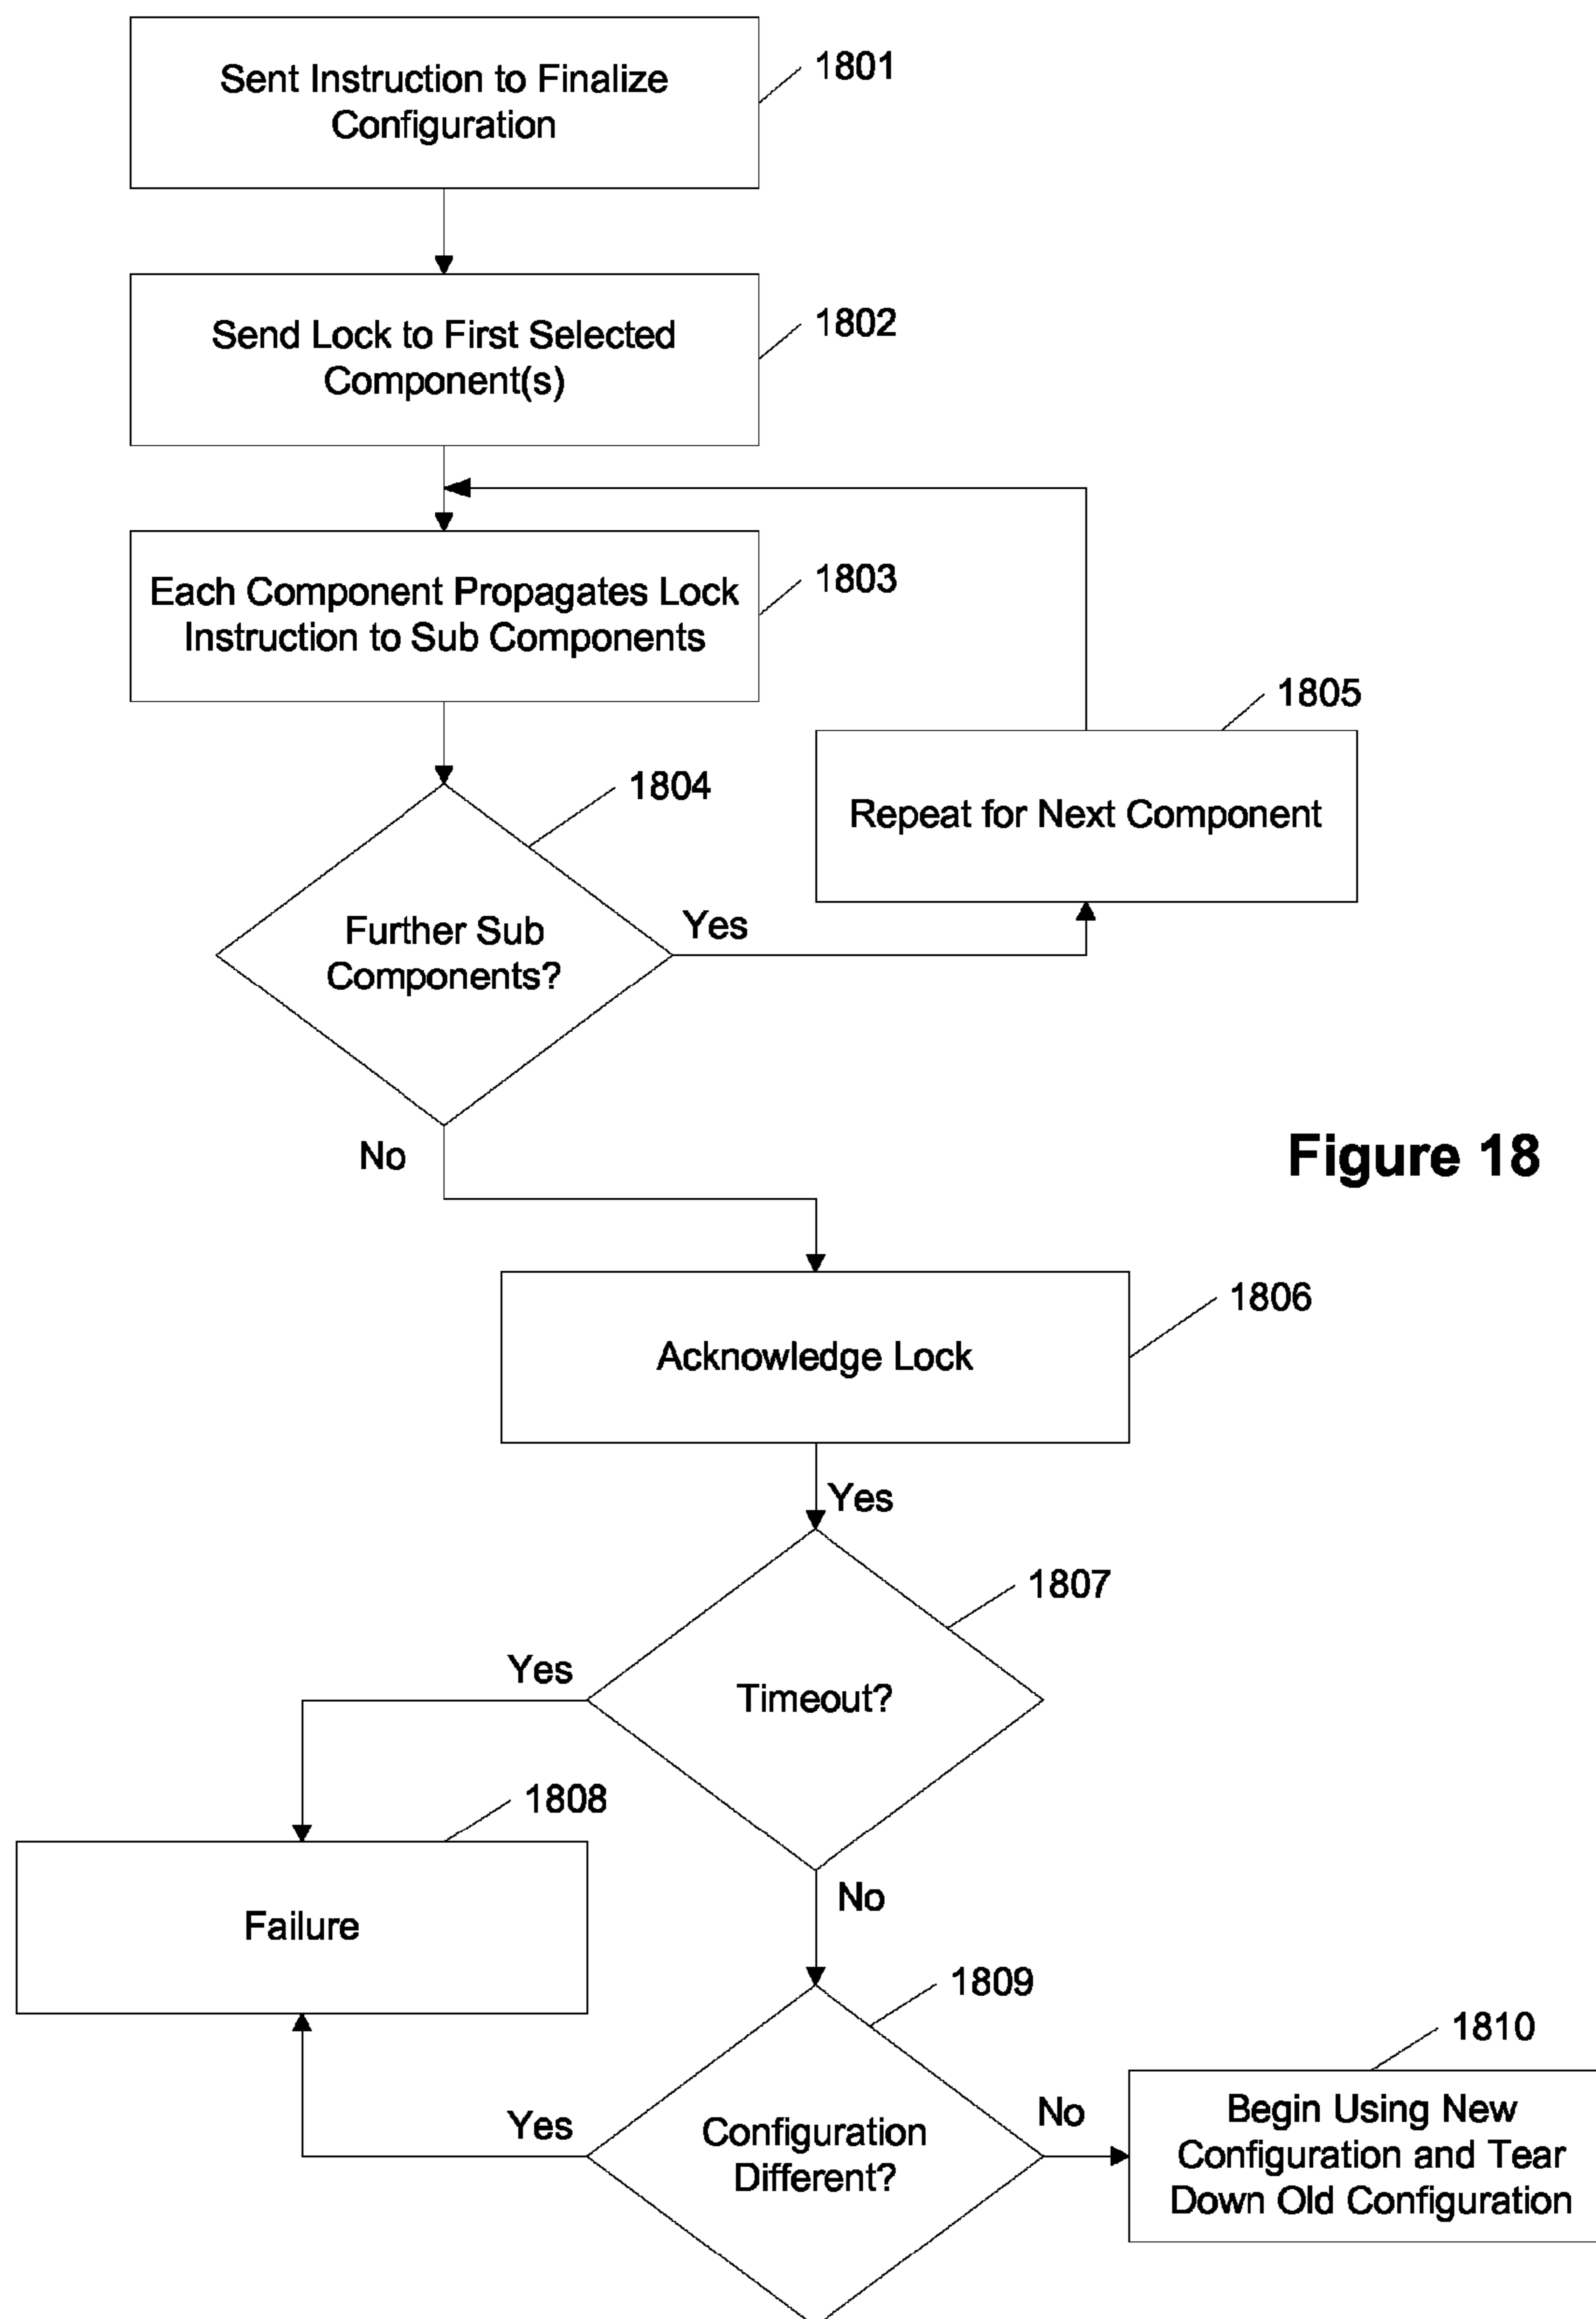 Sent Instruction to Finalize
Configuration
1801
Send Lock to First Selected
Component(s)
1802
Each Component Propagates Lock
Instruction to Sub Components
1803
1805
Repeat for Next Component
1804
Further Sub
Components?
Yes
No
Figure 18
Acknowledge Lock
1806
Yes
1807
Timeout?
Yes
1808
Failure
No
1809
Configuration
Different?
Yes
No
1810
Begin Using New
Configuration and Tear
Down Old Configuration